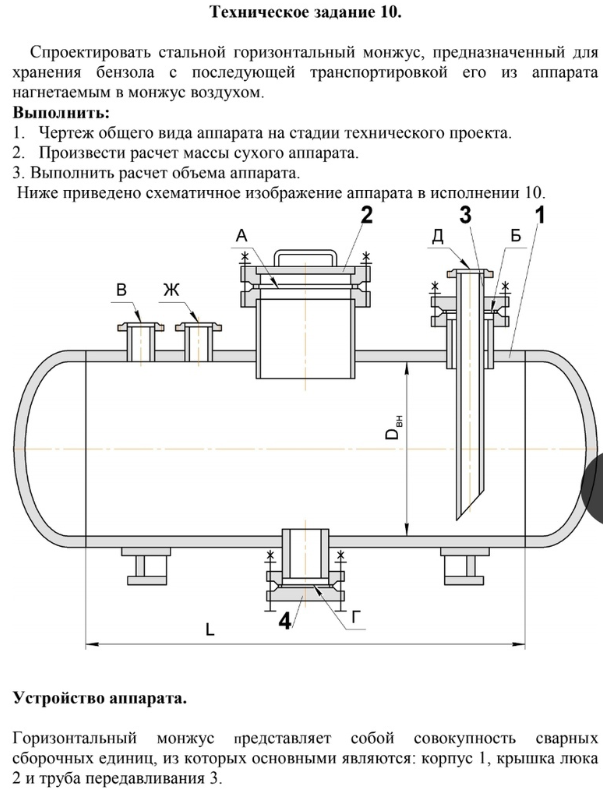 Техническое задание 10.
Спроектировать стальной горизонтальный монжус, предназначенный для
хранения бензола с последующей транспортировкой его из аппарата
нагнетаемым в монжус воздухом.
Выполнить:
1. Чертеж общего вида аппарата на стадии технического проекта.
2. Произвести расчет массы сухого аппарата.
3. Выполнить расчет объема аппарата.
Ниже приведено схематичное изображение аппарата в исполнении 10.
2 3 1
А Д Б
В Ж
Dвн
4 Г
L
Устройство аппарата.
Горизонтальный монжус представляет собой совокупность сварных
сборочных единиц, из которых основными являются: корпус 1, крышка люка
2 и труба передавливания 3.